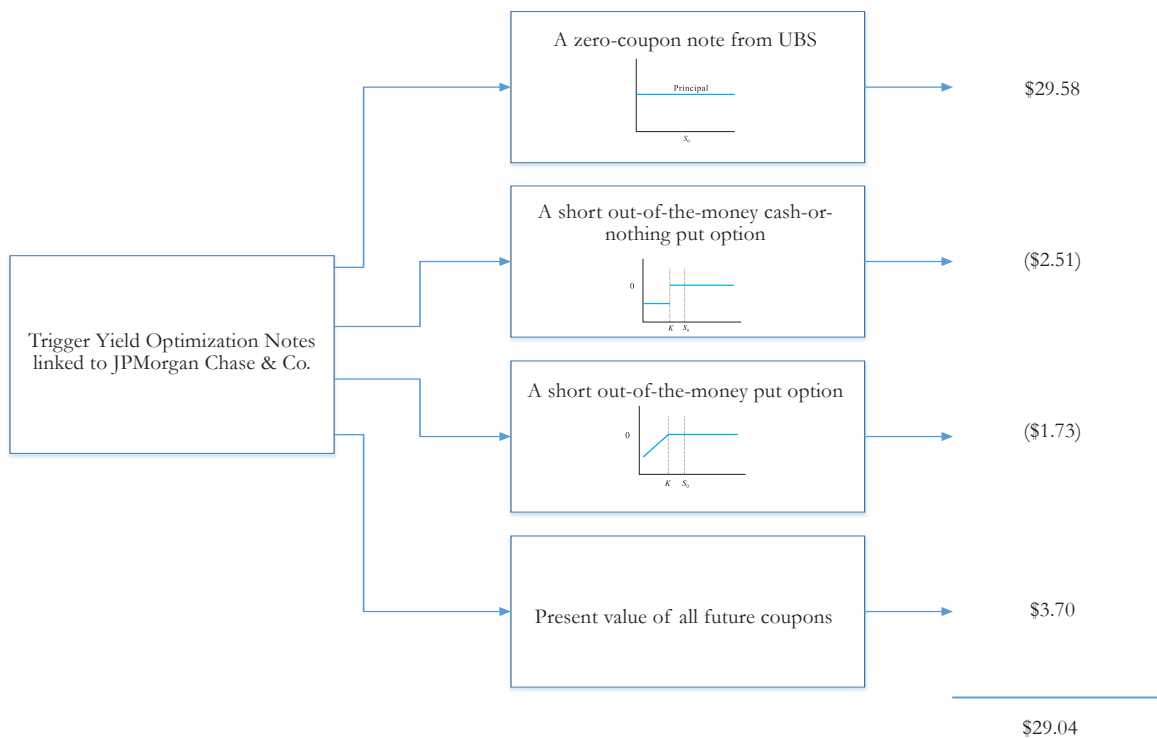 A zero-coupon note from UBS
Principal
S₀
$29.58
A short out-of-the-money cash-or-
nothing put option
0
K S₀
($2.51)
Trigger Yield Optimization Notes
linked to JPMorgan Chase & Co.
A short out-of-the-money put option
0
K S₀
($1.73)
Present value of all future coupons
$3.70
$29.04